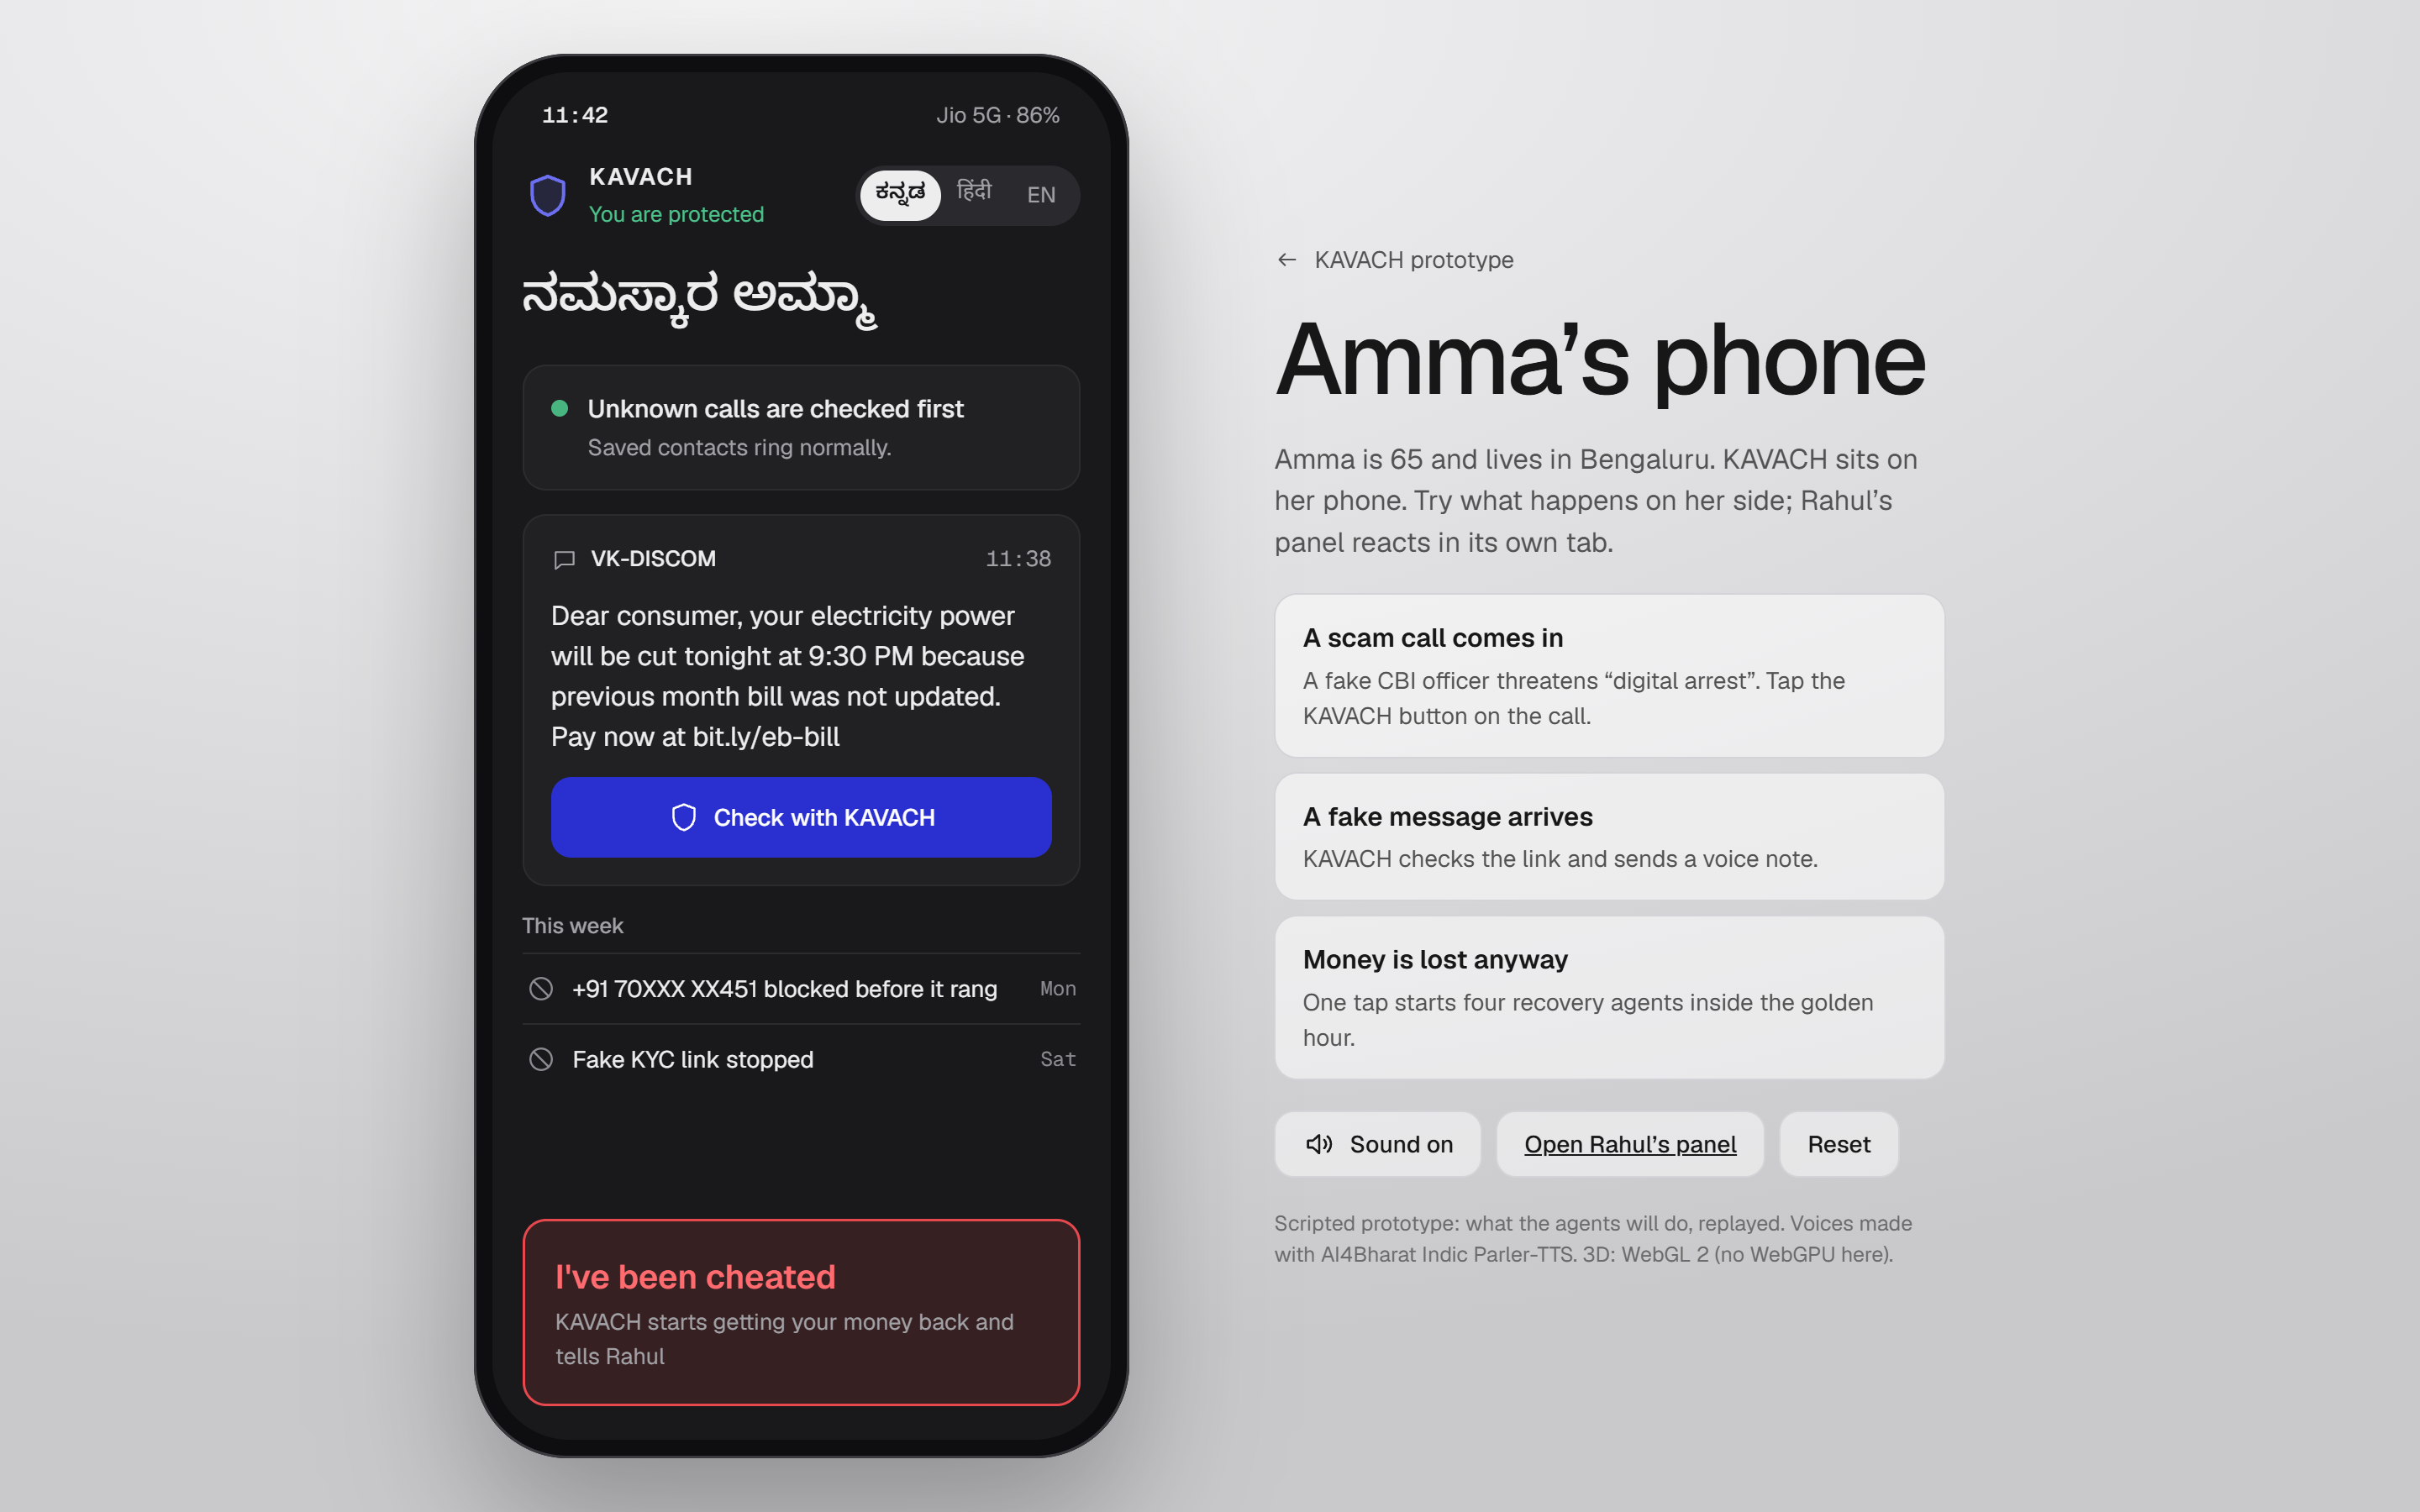 11:42
Jio 5G · 86%
KAVACH
You are protected
ಕನ್ನಡ
हिंदी
EN
ನಮಸ್ಕಾರ ಅಮ್ಮಾ
Unknown calls are checked first
Saved contacts ring normally.
VK-DISCOM
11:38
Dear consumer, your electricity power
will be cut tonight at 9:30 PM because
previous month bill was not updated.
Pay now at bit.ly/eb-bill
Check with KAVACH
This week
+91 70XXX XX451 blocked before it rang
Mon
Fake KYC link stopped
Sat
I've been cheated
KAVACH starts getting your money back and
tells Rahul
← KAVACH prototype
Amma’s phone
Amma is 65 and lives in Bengaluru. KAVACH sits on
her phone. Try what happens on her side; Rahul’s
panel reacts in its own tab.
A scam call comes in
A fake CBI officer threatens “digital arrest”. Tap the
KAVACH button on the call.
A fake message arrives
KAVACH checks the link and sends a voice note.
Money is lost anyway
One tap starts four recovery agents inside the golden
hour.
Sound on
Open Rahul’s panel
Reset
Scripted prototype: what the agents will do, replayed. Voices made
with AI4Bharat Indic Parler-TTS. 3D: WebGL 2 (no WebGPU here).